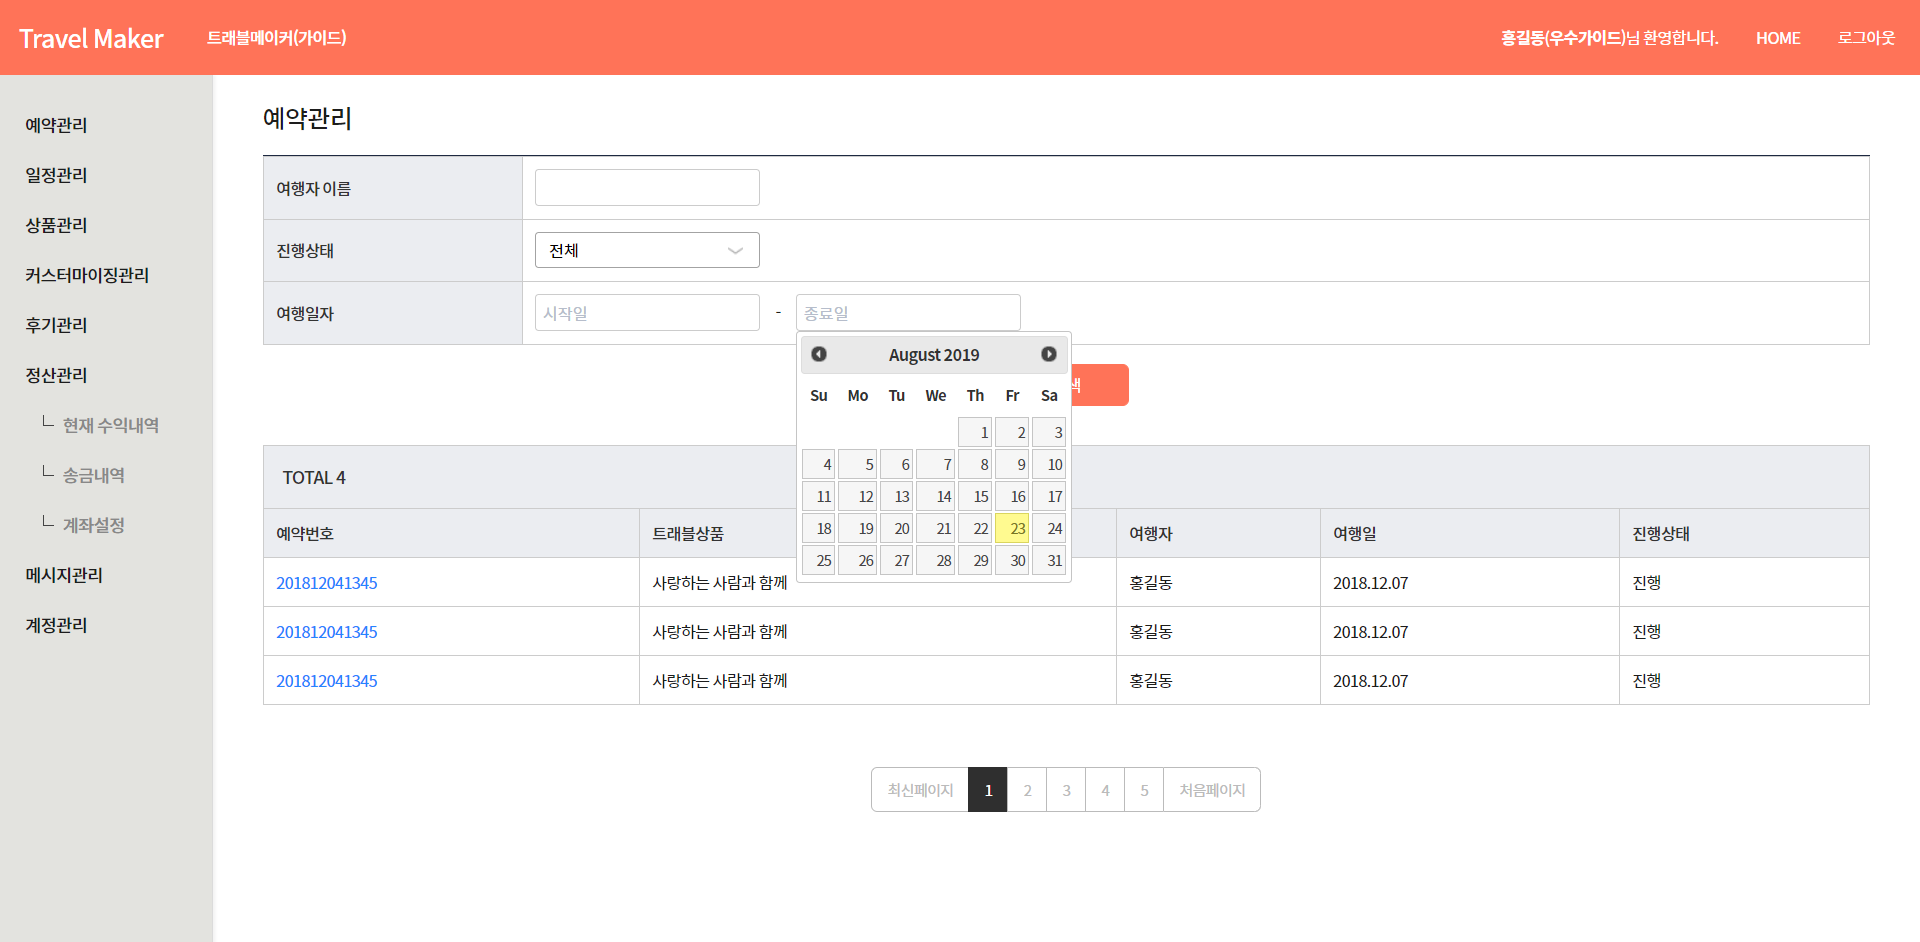 Travel Maker 트래블메이커(가이드) 홍길동(우수가이드)님 환영합니다. HOME 로그아웃
예약관리
일정관리
상품관리
커스터마이징관리
후기관리
정산관리
현재 수익내역
송금내역
계좌설정
메시지관리
계정관리
예약관리
여행자 이름
진행상태 전체
여행일자 시작일 - 종료일
August 2019
Su Mo Tu We Th Fr Sa
1 2 3
4 5 6 7 8 9 10
11 12 13 14 15 16 17
18 19 20 21 22 23 24
25 26 27 28 29 30 31
색
TOTAL 4
예약번호 트래블상품 여행자 여행일 진행상태
201812041345 사랑하는 사람과 함께 홍길동 2018.12.07 진행
201812041345 사랑하는 사람과 함께 홍길동 2018.12.07 진행
201812041345 사랑하는 사람과 함께 홍길동 2018.12.07 진행
최신페이지 1 2 3 4 5 처음페이지